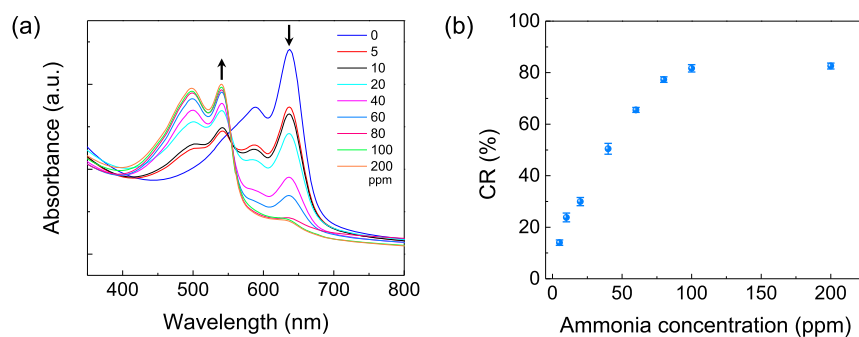 (a)
Absorbance (a.u.)
0
5
10
20
40
60
80
100
200
ppm
400 500 600 700 800
Wavelength (nm)
(b)
CR (%)
100
80
60
40
20
0
0 50 100 150 200
Ammonia concentration (ppm)